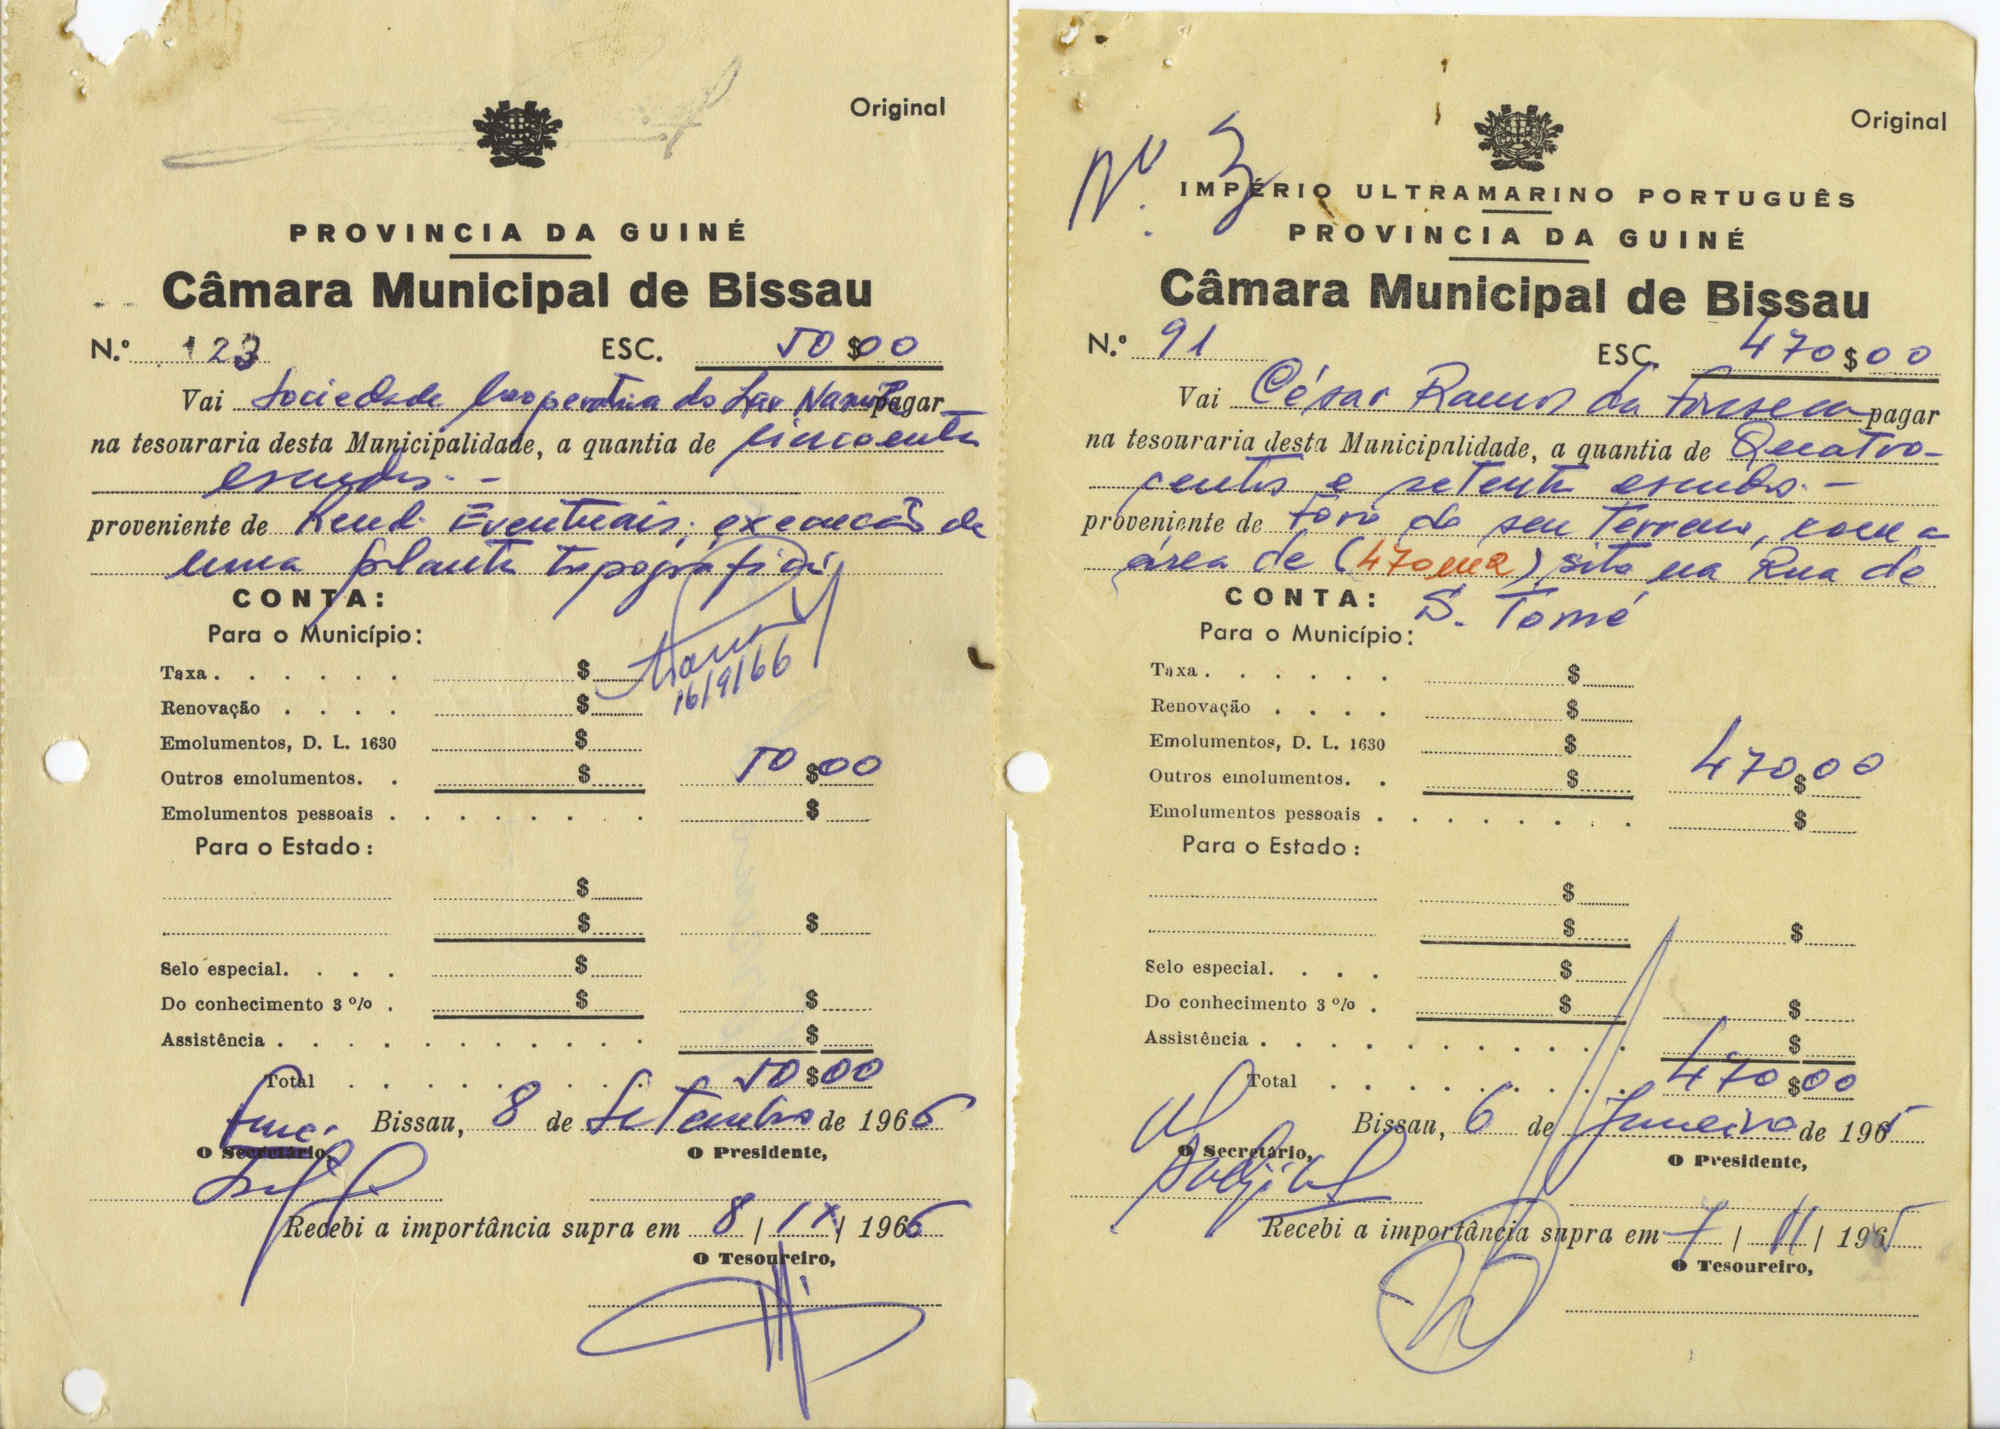 Original
PROVINCIA DA GUINÉ
Câmara Municipal de Bissau
N.º 123 ESC. 50$00
Vai Sociedade Cooperativa do Lar pagar
na tesouraria desta Municipalidade, a quantia de cincoenta
escudos. -
proveniente de Rend. Eventuais: execução de
uma planta topográfica
CONTA:
Para o Município:
16/9/66
Taxa. . . . . . $
Renovação . . . . $
Emolumentos, D. L. 1630 $
Outros emolumentos. . $ 50$00
Emolumentos pessoais . . . . . . . $
Para o Estado:
$
$ $
Selo especial. . . . $
Do conhecimento 3 % . $ $
Assistência . . . . . . . . . . . $
Total . . . . . . . 50$00
Bissau, 8 de Setembro de 1966
O Secretário, O Presidente,
Recebi a importância supra em 8 / IX / 1966
O Tesoureiro,
Original
Nº. 3
IMPÉRIO ULTRAMARINO PORTUGUÊS
PROVINCIA DA GUINÉ
Câmara Municipal de Bissau
N.º 91 ESC. 470$00
Vai César Ramos da Fonseca pagar
na tesouraria desta Municipalidade, a quantia de Quatro-
centos e setenta escudos. -
proveniente de foro do seu terreno, com a
área de (470m2) sito na Rua de
S. Tomé
CONTA:
Para o Município:
Taxa . . . . . . $
Renovação . . . . $
Emolumentos, D. L. 1630 $
Outros emolumentos. . $ 470$00
Emolumentos pessoais . . . . . . . $
Para o Estado:
$
$ $
Selo especial. . . . $
Do conhecimento 3 % . $ $
Assistência . . . . . . . . . . . $
Total . . . . . . . 470$00
Bissau, 6 de Janeiro de 1965
O Secretário, O Presidente,
Recebi a importância supra em 7 / II / 1965
O Tesoureiro,